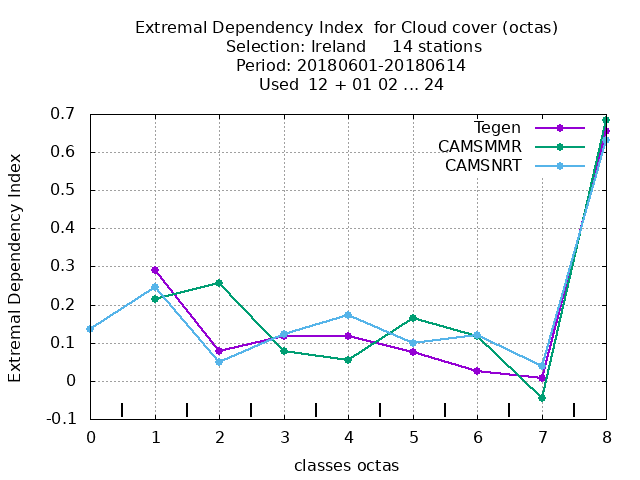 Extremal Dependency Index  for Cloud cover (octas)
Selection: Ireland     14 stations
Period: 20180601-20180614
Used  12 + 01 02 ... 24
Tegen
CAMSMMR
CAMSNRT
Extremal Dependency Index
0.7
0.6
0.5
0.4
0.3
0.2
0.1
0
-0.1
0 1 2 3 4 5 6 7 8
classes octas